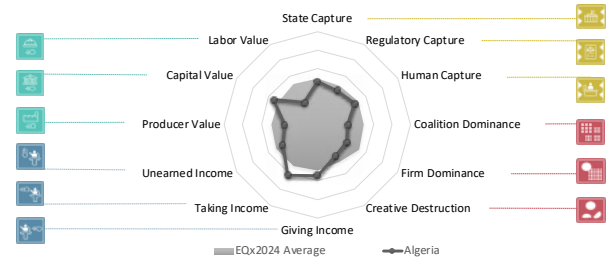 State Capture
Labor Value
Regulatory Capture
Capital Value
Human Capture
Producer Value
Coalition Dominance
Unearned Income
Firm Dominance
Taking Income
Creative Destruction
Giving Income
EQx2024 Average
Algeria